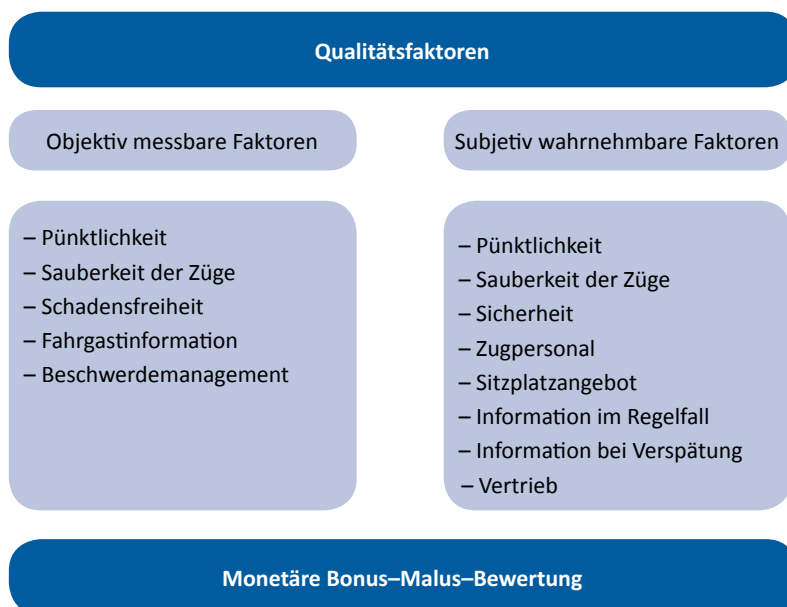 Qualitätsfaktoren
Objektiv messbare Faktoren
– Pünktlichkeit
– Sauberkeit der Züge
– Schadensfreiheit
– Fahrgastinformation
– Beschwerdemanagement
Subjetiv wahrnehmbare Faktoren
– Pünktlichkeit
– Sauberkeit der Züge
– Sicherheit
– Zugpersonal
– Sitzplatzangebot
– Information im Regelfall
– Information bei Verspätung
– Vertrieb
Monetäre Bonus–Malus–Bewertung